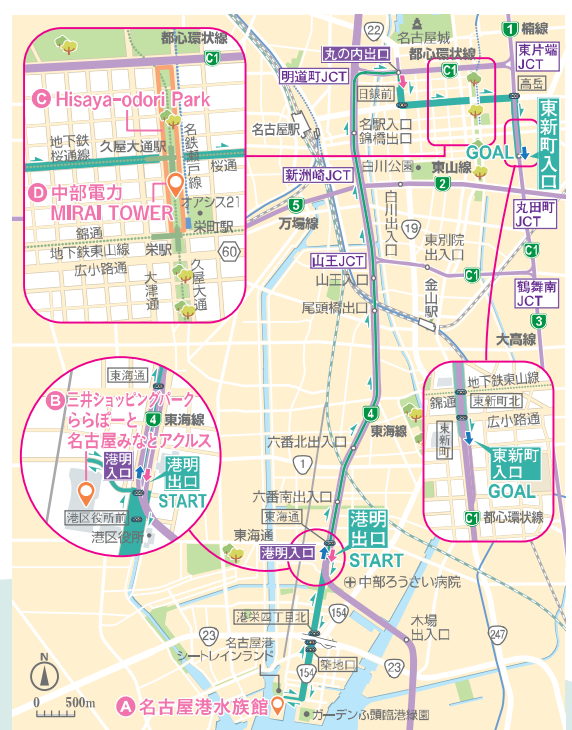 都心環状線
C1
C Hisaya-odori Park
地下鉄
桜通線
久屋大通駅
名鉄瀬戸線
桜通
D 中部電力
MIRAI TOWER
オアシス21
栄町駅
錦通
栄駅
60
地下鉄東山線
広小路通
大津通
久屋大通
22
名古屋城
都心環状線
C1
1 楠線
丸の内出口
東片端
JCT
明道町JCT
日銀前
高岳
名古屋駅
名駅入口
錦橋出口
GOAL
東新町
入口
白川公園
東山線
2
新洲崎JCT
5
万場線
白川出入口
19
丸田町
JCT
東別院
出入口
C1
C1
山王JCT
山王入口
尾頭橋出口
金山駅
鶴舞南
JCT
3
大高線
4
東海線
六番北出入口
1
六番南出入口
東海通
東海通
港明入口
港明
出口
START
中部ろうさい病院
港栄四丁目北
154
木場
出入口
23
名古屋港
シートレインランド
築地口
154
23
247
A 名古屋港水族館
ガーデンふ頭臨港緑園
N
0 500m
東海通
B 三井ショッピングパーク
ららぽーと
名古屋みなとアクルス
4
東海線
港明
入口
港明
出口
START
港区役所前
港区役所
地下鉄東山線
錦通
東新町北
広小路通
東新町
東新町
入口
GOAL
C1
都心環状線